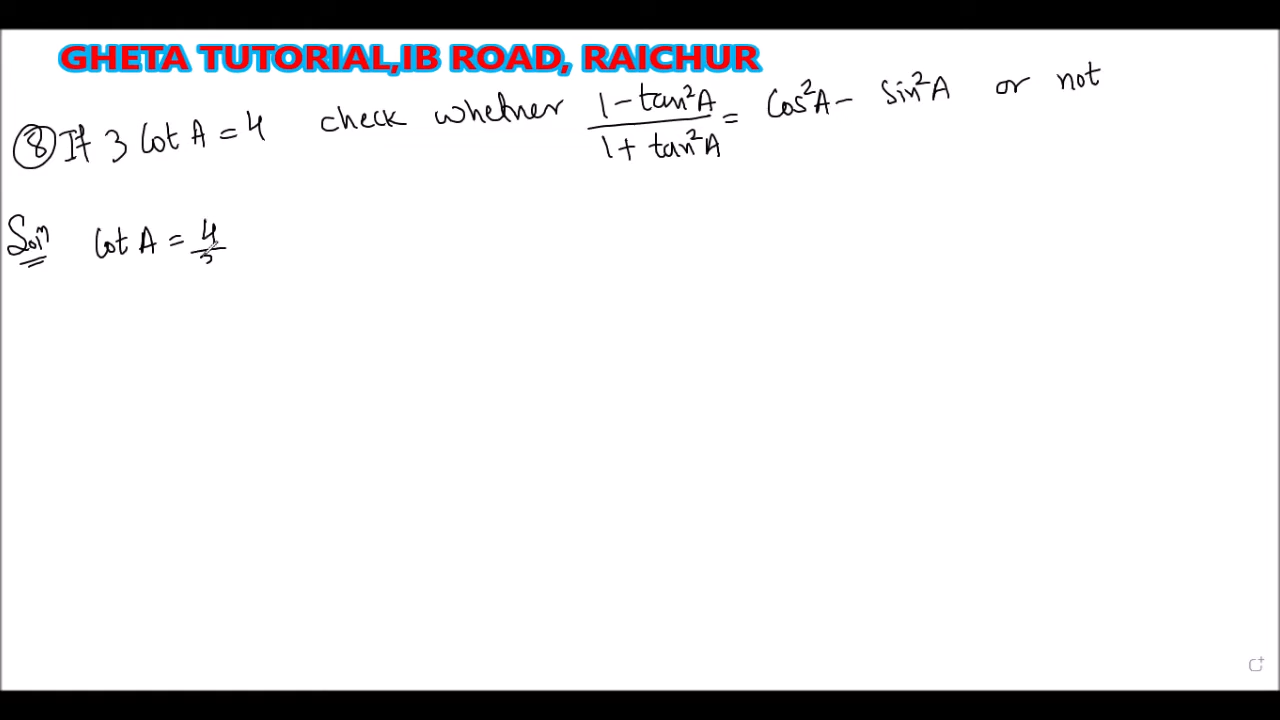 GHETA TUTORIAL,IB ROAD, RAICHUR
⑧ If 3 Cot A = 4 check whether (1 - tan²A)/(1 + tan²A) = Cos²A - Sin²A or not
Solⁿ Cot A = 4/3